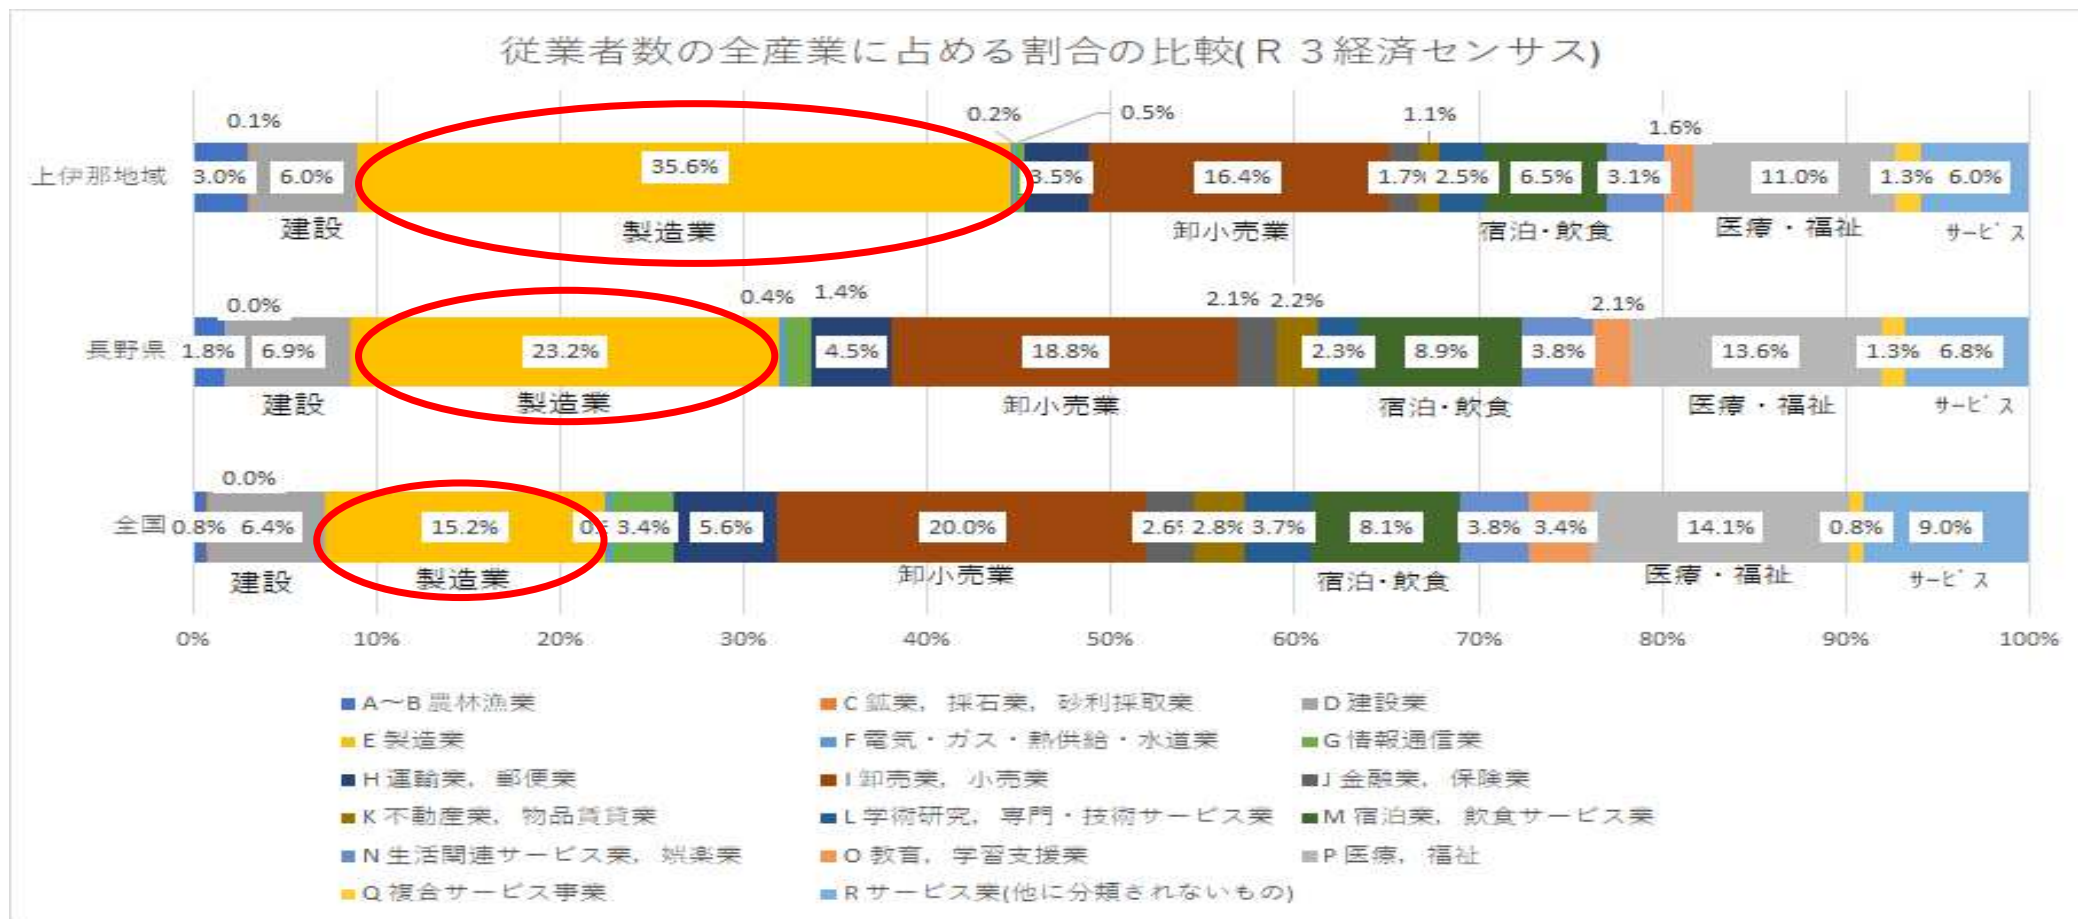 従業者数の全産業に占める割合の比較(R３経済センサス)
0.1% 0.2% 0.5% 1.1% 1.6%
上伊那地域 3.0% 6.0% 35.6% 3.5% 16.4% 1.7% 2.5% 6.5% 3.1% 11.0% 1.3% 6.0%
建設 製造業 卸小売業 宿泊・飲食 医療・福祉 ｻｰﾋﾞｽ
0.0% 0.4% 1.4% 2.1% 2.2% 2.1%
長野県 1.8% 6.9% 23.2% 4.5% 18.8% 2.3% 8.9% 3.8% 13.6% 1.3% 6.8%
建設 製造業 卸小売業 宿泊・飲食 医療・福祉 ｻｰﾋﾞｽ
0.0%
全国 0.8% 6.4% 15.2% 3.4% 5.6% 20.0% 2.6% 2.8% 3.7% 8.1% 3.8% 3.4% 14.1% 0.8% 9.0%
建設 製造業 卸小売業 宿泊・飲食 医療・福祉 ｻｰﾋﾞｽ
0% 10% 20% 30% 40% 50% 60% 70% 80% 90% 100%
A～B 農林漁業 C 鉱業，採石業，砂利採取業 D 建設業
E 製造業 F 電気・ガス・熱供給・水道業 G 情報通信業
H 運輸業，郵便業 I 卸売業，小売業 J 金融業，保険業
K 不動産業，物品賃貸業 L 学術研究，専門・技術サービス業 M 宿泊業，飲食サービス業
N 生活関連サービス業，娯楽業 O 教育，学習支援業 P 医療，福祉
Q 複合サービス事業 R サービス業(他に分類されないもの)